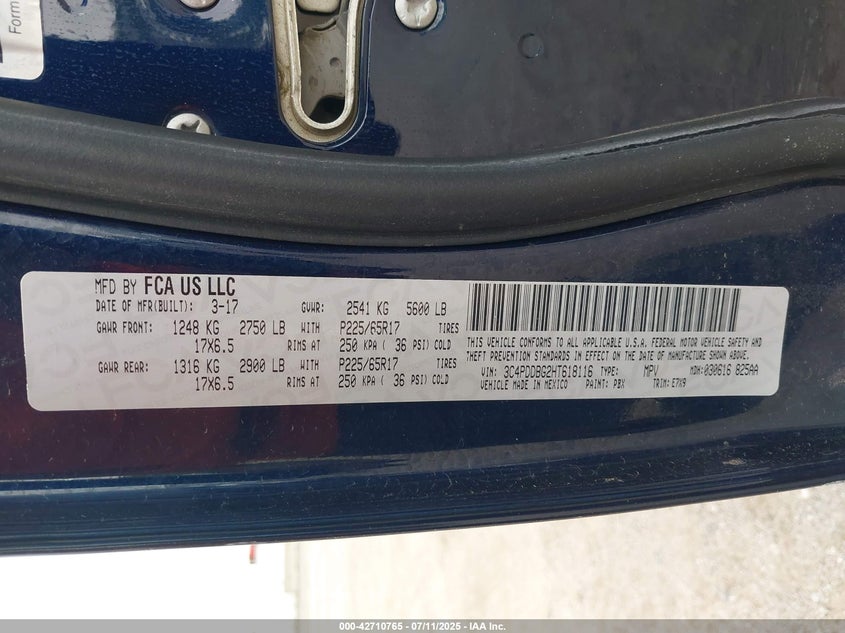 Form
MFD BY FCA US LLC
DATE OF MFR(BUILT): 3-17 GVWR: 2541 KG 5600 LB
GAWR FRONT: 1248 KG 2750 LB WITH P225/65R17 TIRES
17X6.5 RIMS AT 250 KPA ( 36 PSI) COLD
GAWR REAR: 1316 KG 2900 LB WITH P225/65R17 TIRES
17X6.5 RIMS AT 250 KPA ( 36 PSI) COLD
THIS VEHICLE CONFORMS TO ALL APPLICABLE U.S.A. FEDERAL MOTOR VEHICLE SAFETY AND
THEFT PREVENTION STANDARDS IN EFFECT ON THE DATE OF MANUFACTURE SHOWN ABOVE.
VIN: 3C4PDDBG2HT618116 TYPE: MPV MDH: 030616 825AA
VEHICLE MADE IN MEXICO PAINT: PBX TRIM: E7X9
000-42710765 - 07/11/2025 - IAA Inc.